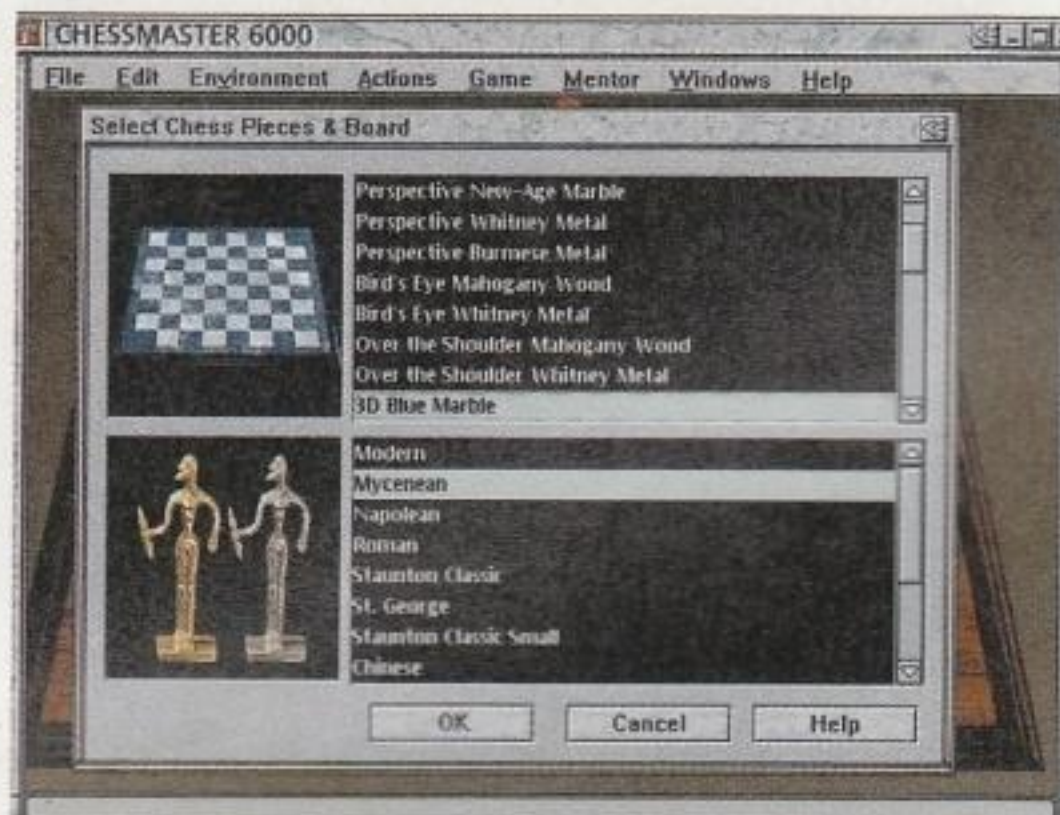 CHESSMASTER 6000
File Edit Environment Actions Game Mentor Windows Help
Select Chess Pieces & Board
Perspective New-Age Marble
Perspective Whitney Metal
Perspective Burmese Metal
Bird's Eye Mahogany Wood
Bird's Eye Whitney Metal
Over the Shoulder Mahogany Wood
Over the Shoulder Whitney Metal
3D Blue Marble
Modern
Mycenean
Napolean
Roman
Staunton Classic
St. George
Staunton Classic Small
Chinese
OK Cancel Help